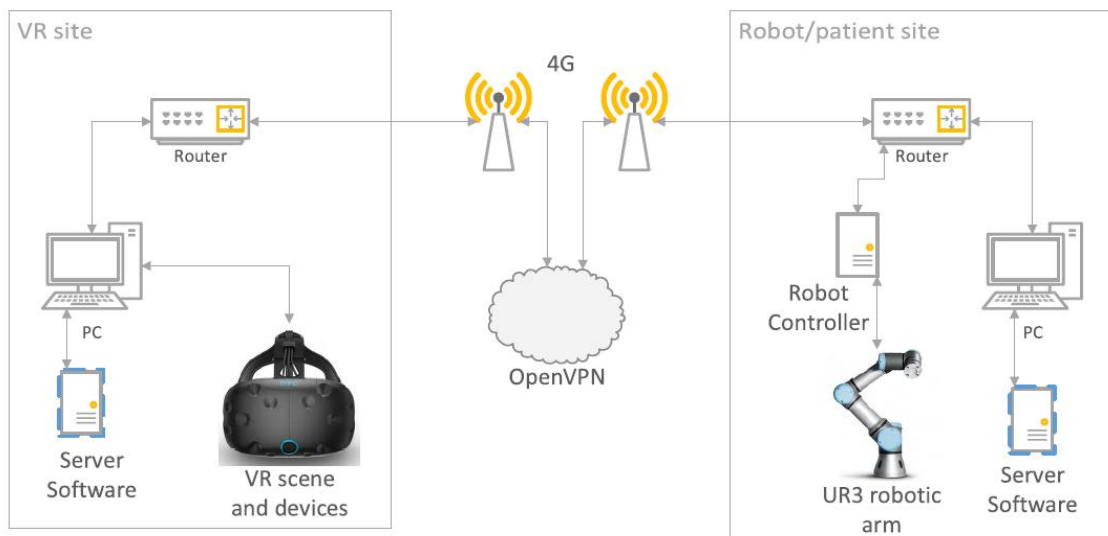 VR site
Robot/patient site
4G
Router
Router
PC
Robot
Controller
PC
OpenVPN
Server
Software
VR scene
and devices
UR3 robotic
arm
Server
Software